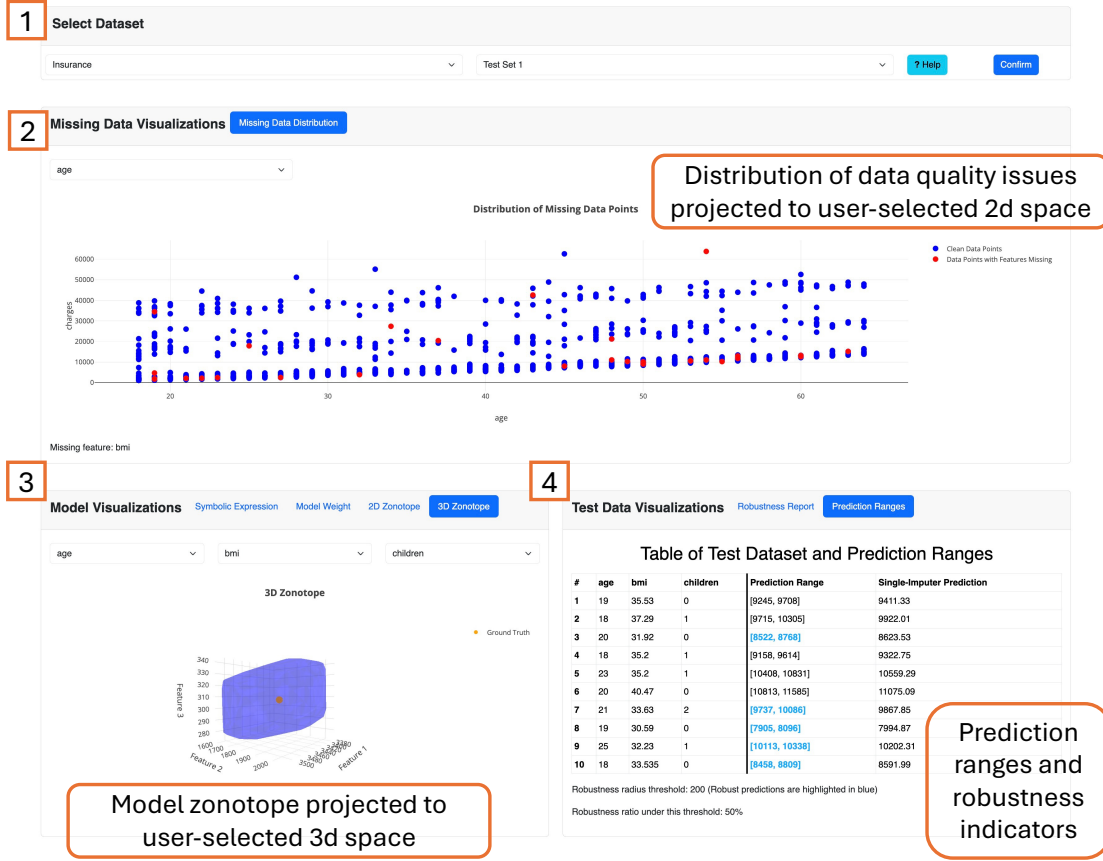 1
Select Dataset
Insurance
Test Set 1
? Help
Confirm
2
Missing Data Visualizations
Missing Data Distribution
age
Distribution of data quality issues
projected to user-selected 2d space
Distribution of Missing Data Points
Clean Data Points
Data Points with Features Missing
60000
50000
40000
30000
20000
10000
0
charges
20
30
40
50
60
age
Missing feature: bmi
3
Model Visualizations
Symbolic Expression
Model Weight
2D Zonotope
3D Zonotope
age
bmi
children
3D Zonotope
Ground Truth
340
330
320
310
300
290
280
Feature 3
1600
1700
1800
1900
2000
Feature 2
3500
3480
Feature 1
Model zonotope projected to
user-selected 3d space
4
Test Data Visualizations
Robustness Report
Prediction Ranges
Table of Test Dataset and Prediction Ranges
# age bmi children Prediction Range Single-Imputer Prediction
1 19 35.53 0 [9245, 9708] 9411.33
2 18 37.29 1 [9715, 10305] 9922.01
3 20 31.92 0 [8522, 8768] 8623.53
4 18 35.2 1 [9158, 9614] 9322.75
5 23 35.2 1 [10408, 10831] 10559.29
6 20 40.47 0 [10813, 11585] 11075.09
7 21 33.63 2 [9737, 10086] 9867.85
8 19 30.59 0 [7905, 8096] 7994.87
9 25 32.23 1 [10113, 10338] 10202.31
10 18 33.535 0 [8458, 8809] 8591.99
Robustness radius threshold: 200 (Robust predictions are highlighted in blue)
Robustness ratio under this threshold: 50%
Prediction
ranges and
robustness
indicators